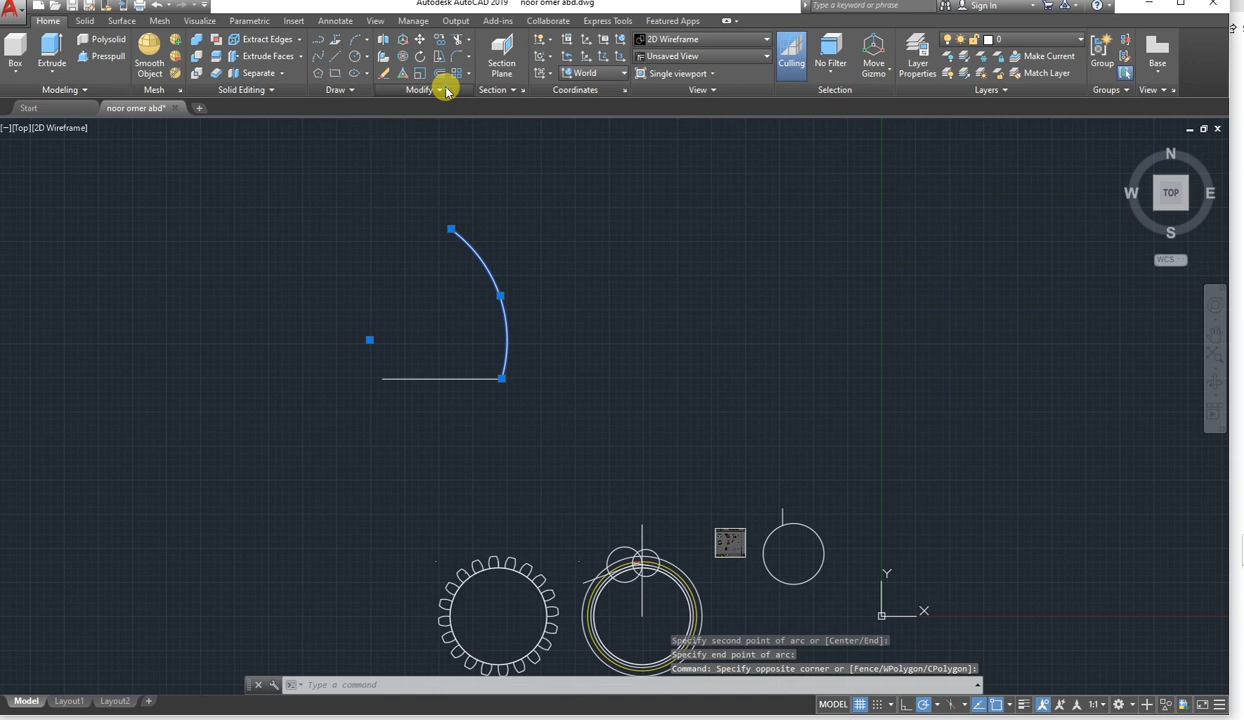 Autodesk AutoCAD 2019 noor omer abd.dwg
Type a keyword or phrase
Sign In
Home Solid Surface Mesh Visualize Parametric Insert Annotate View Manage Output Add-ins Collaborate Express Tools Featured Apps
Box
Extrude
Polysolid
Presspull
Smooth
Object
Extract Edges
Extrude Faces
Separate
Section
Plane
World
2D Wireframe
Unsaved View
Single viewport
Culling
No Filter
Move
Gizmo
Layer
Properties
0
Make Current
Match Layer
Group
Base
Modeling Mesh Solid Editing Draw Modify Section Coordinates View Selection Layers Groups View
Start noor omer abd*
[−][Top][2D Wireframe]
N
W TOP E
S
WCS
Y
X
Specify second point of arc or [Center/End]:
Specify end point of arc:
Command: Specify opposite corner or [Fence/WPolygon/CPolygon]:
Type a command
Model Layout1 Layout2
MODEL 1:1